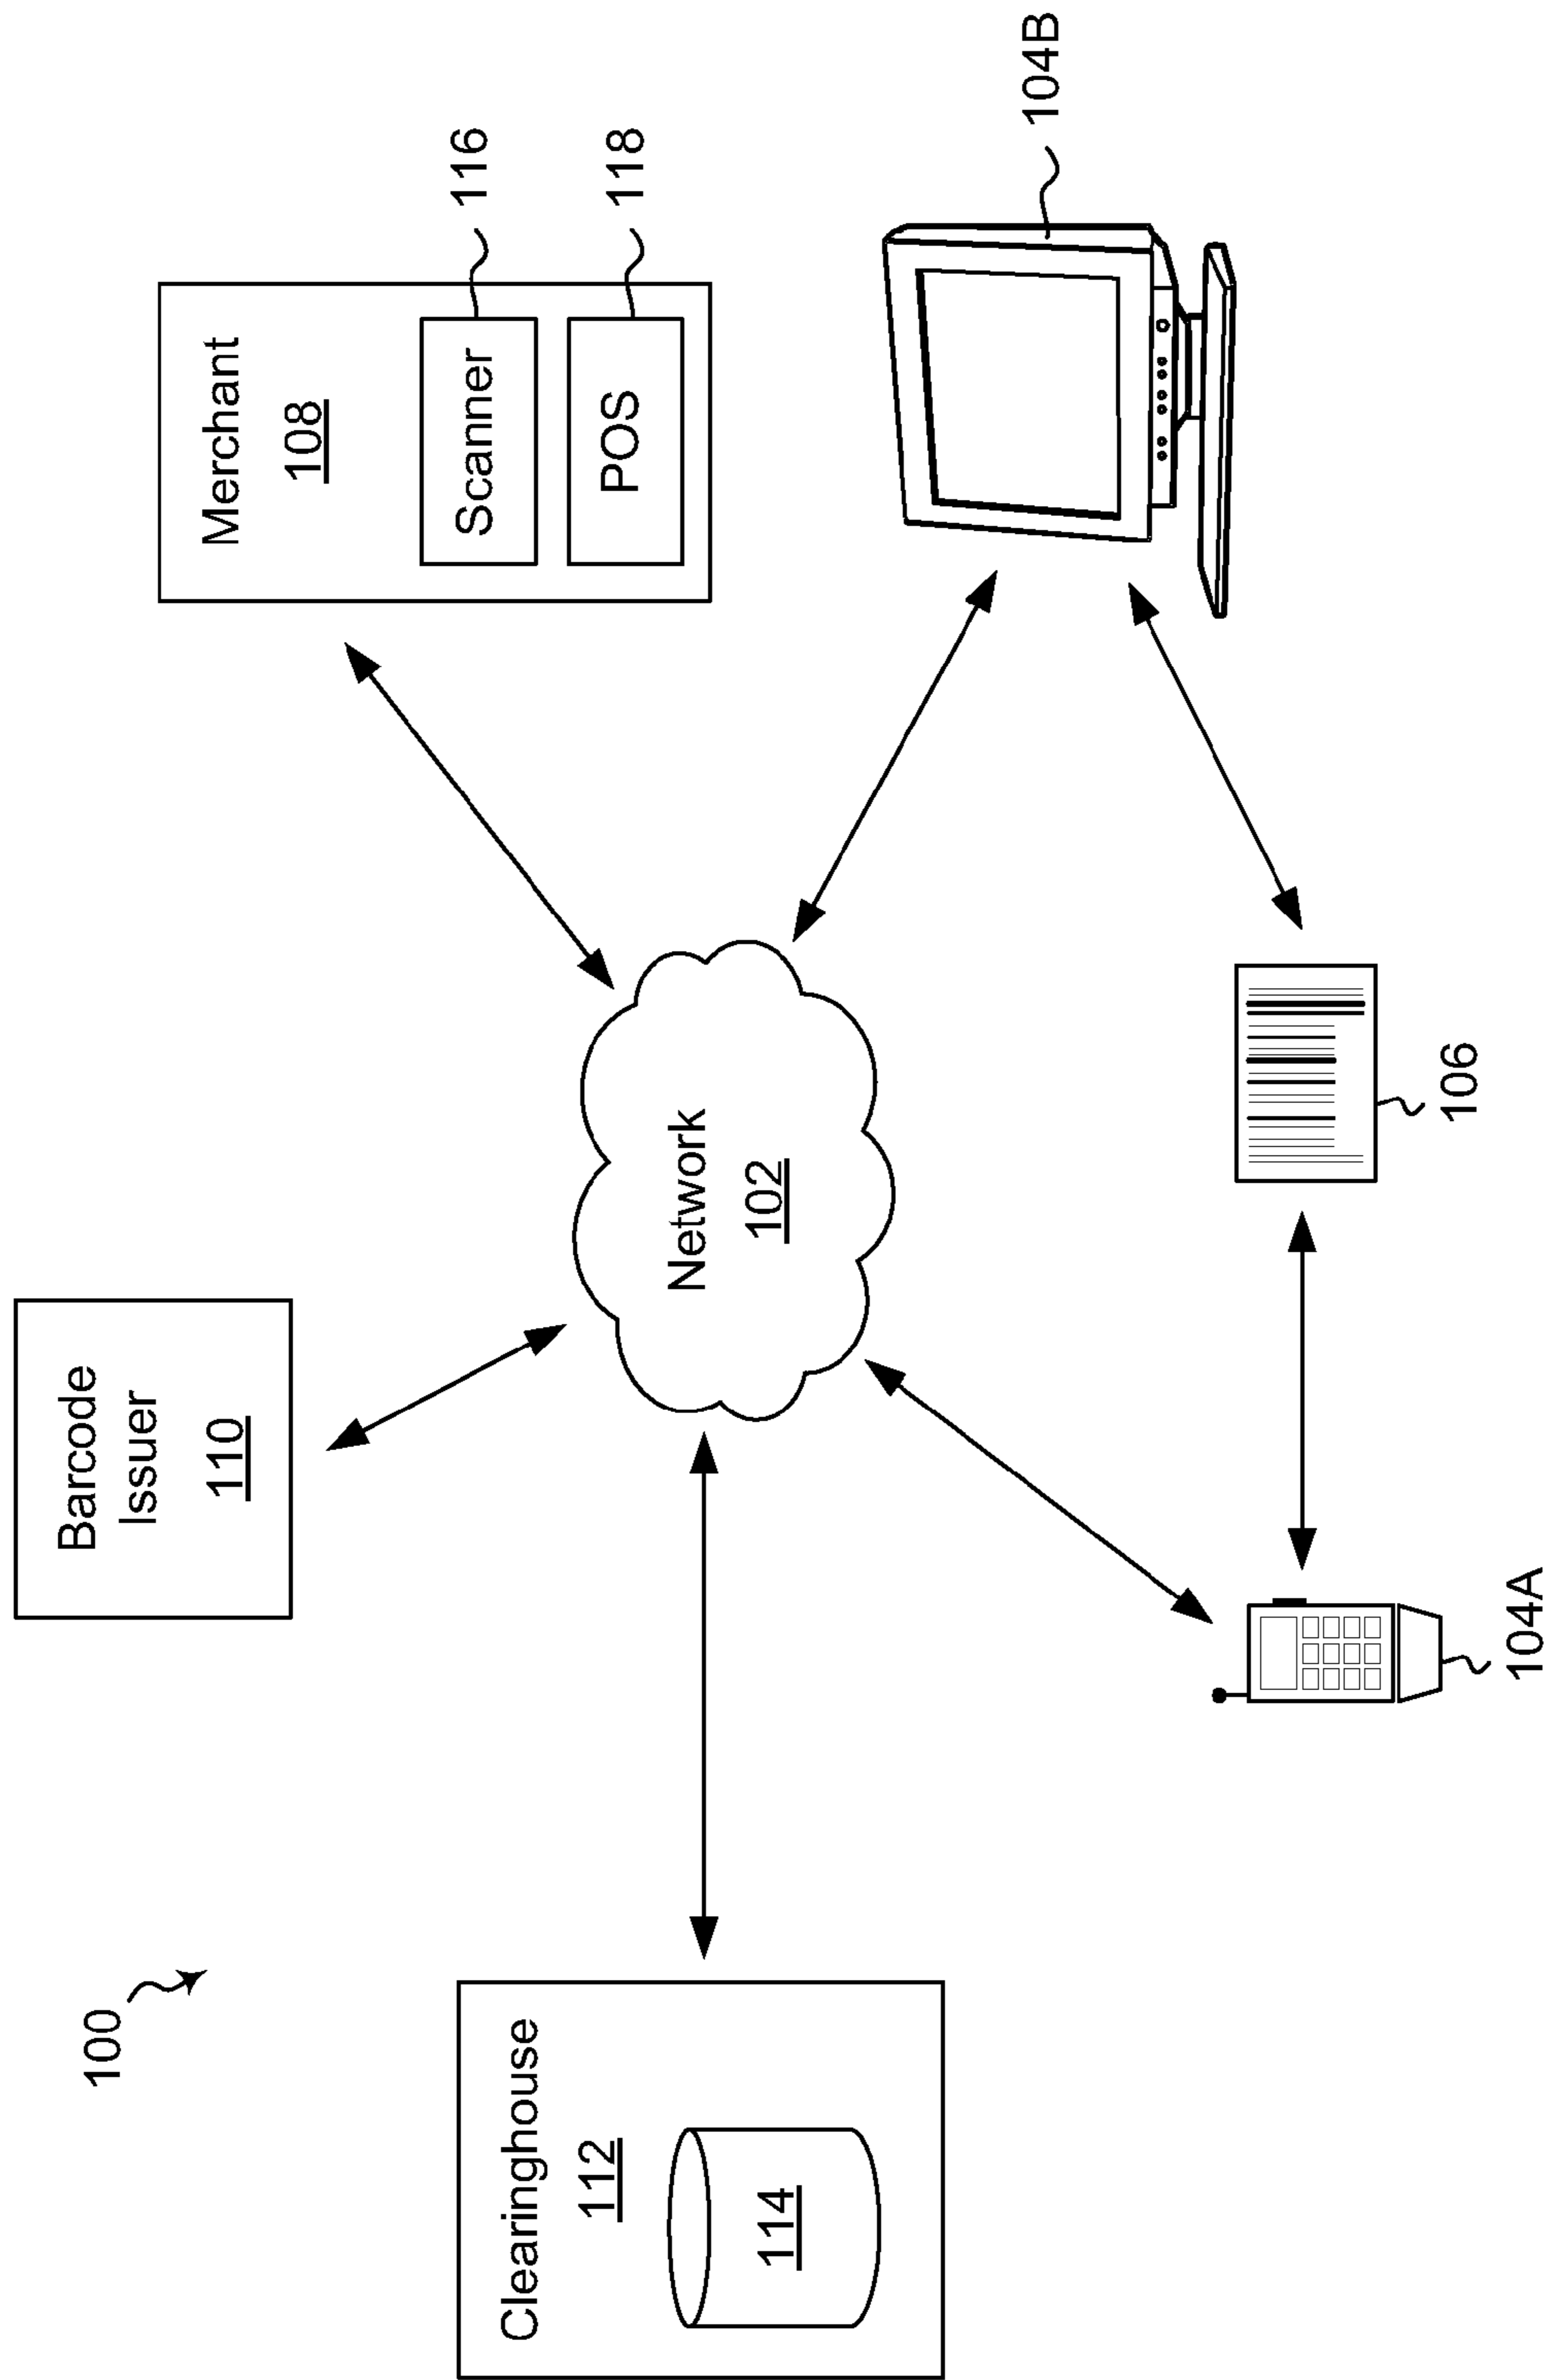 100
Barcode
Issuer
110
Merchant
108
Scanner
116
POS
118
Clearinghouse
112
114
Network
102
104B
104A
106